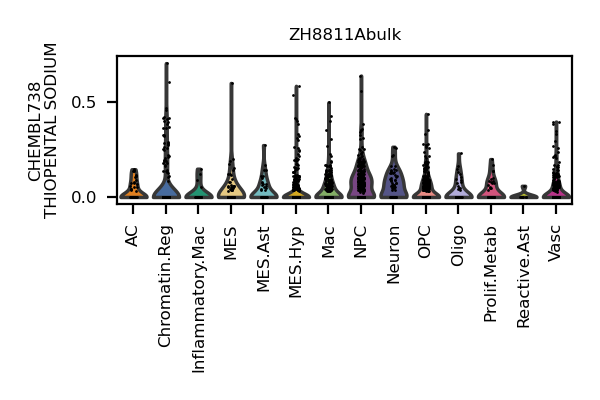 ZH8811Abulk
CHEMBL738
THIOPENTAL SODIUM
0.5
0.0
AC
Chromatin.Reg
Inflammatory.Mac
MES
MES.Ast
MES.Hyp
Mac
NPC
Neuron
OPC
Oligo
Prolif.Metab
Reactive.Ast
Vasc